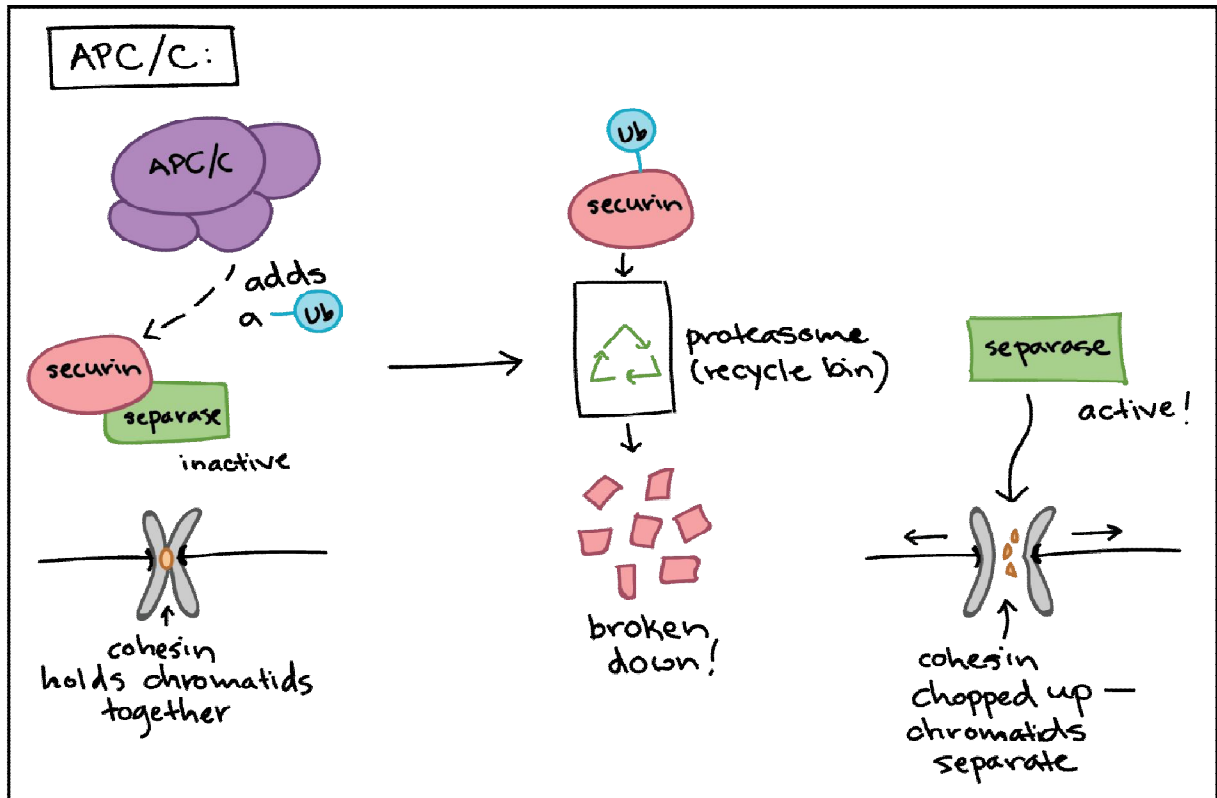 APC/C:
APC/C
adds
a Ub
securin
separase
inactive
cohesin
holds chromatids
together
Ub
securin
proteasome
(recycle bin)
broken
down!
separase
active!
cohesin
chopped up —
chromatids
separate